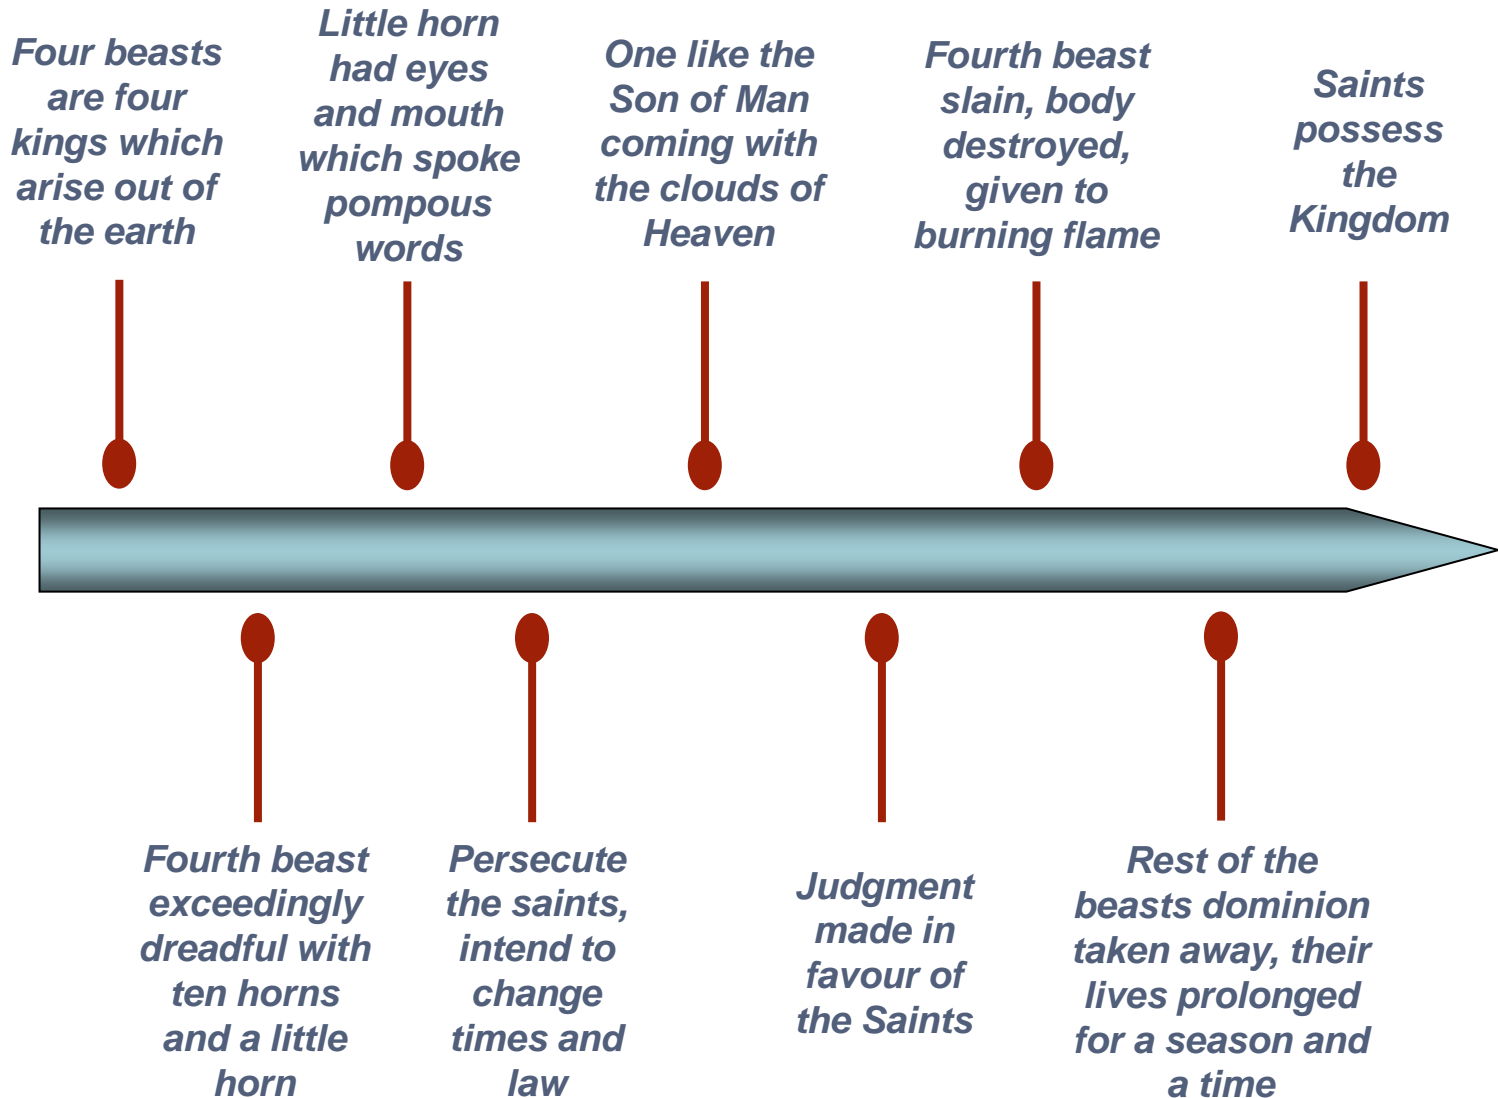 Four beasts
are four
kings which
arise out of
the earth
Little horn
had eyes
and mouth
which spoke
pompous
words
One like the
Son of Man
coming with
the clouds of
Heaven
Fourth beast
slain, body
destroyed,
given to
burning flame
Saints
possess
the
Kingdom
Fourth beast
exceedingly
dreadful with
ten horns
and a little
horn
Persecute
the saints,
intend to
change
times and
law
Judgment
made in
favour of
the Saints
Rest of the
beasts dominion
taken away, their
lives prolonged
for a season and
a time